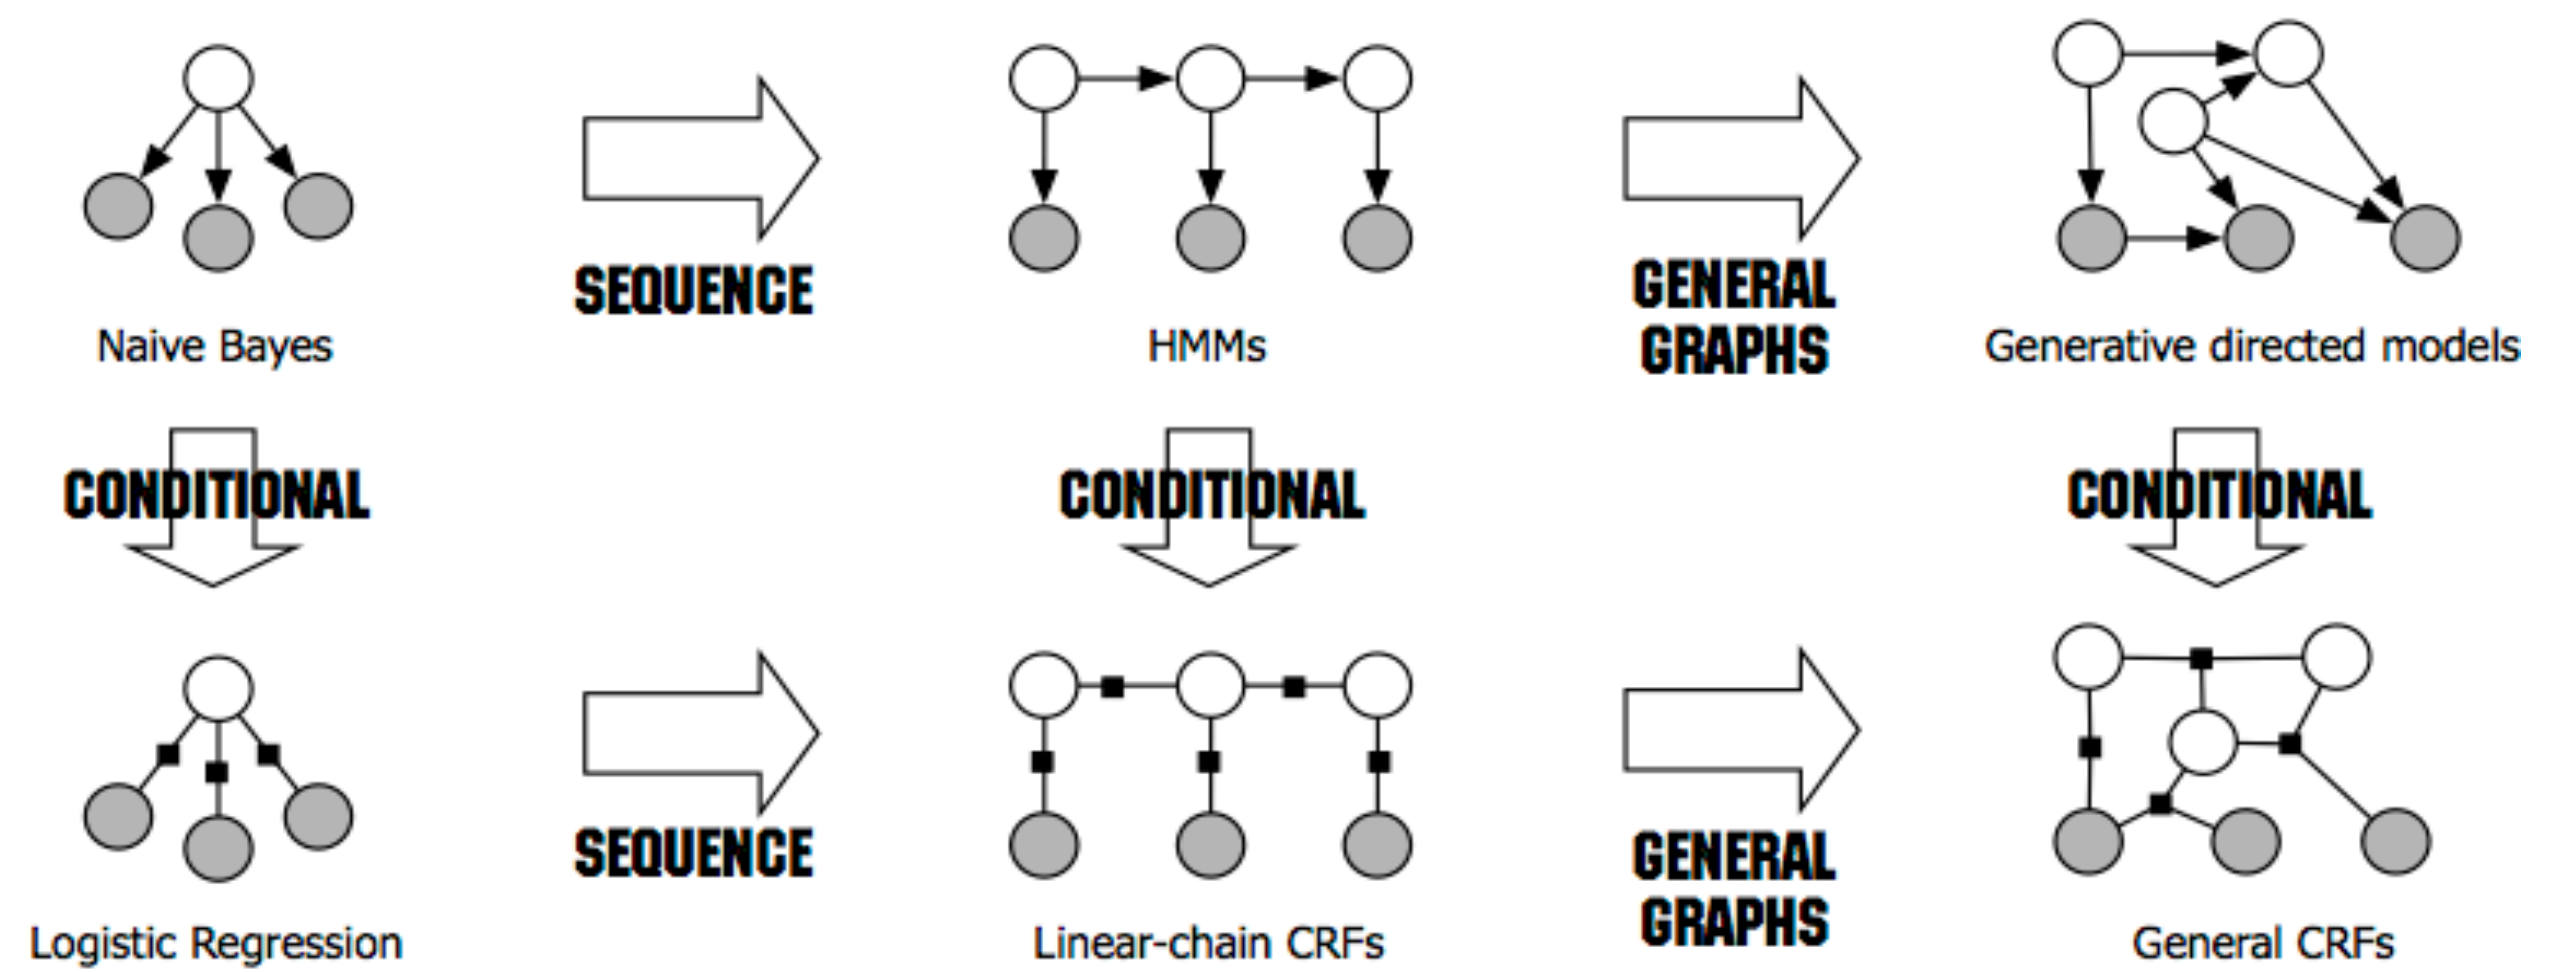 SEQUENCE
GENERAL
GRAPHS
Naive Bayes
HMMs
Generative directed models
CONDITIONAL
CONDITIONAL
CONDITIONAL
SEQUENCE
GENERAL
GRAPHS
Logistic Regression
Linear-chain CRFs
General CRFs